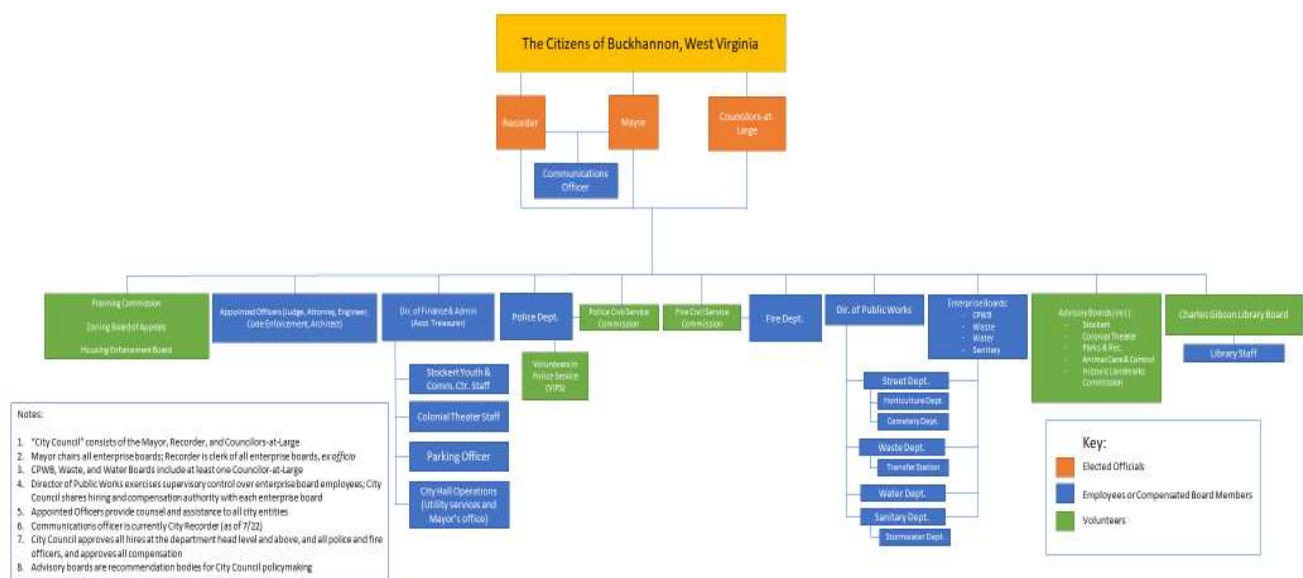 The Citizens of Buckhannon, West Virginia
Recorder
Mayor
Councilors-at-
Large
Communications
Officer
Planning Commission
Zoning Board of Appeals
Housing Enforcement Board
Appointed Officers (Judge, Attorney, Engineer,
Code Enforcement, Architect)
Dir. of Finance & Admin.
(Asst. Treasurer)
Police Dept.
Police Civil Service
Commission
Fire Civil Service
Commission
Fire Dept.
Dir. of Public Works
Enterprise Boards:
- CPWB
- Waste
- Water
- Sanitary
Advisory Boards (incl.)
- Stockert
- Colonial Theater
- Parks & Rec.
- Animal Care & Control
- Historic Landmarks
Commission
Charles Gibson Library Board
Library Staff
Volunteers in
Police Service
(VIPS)
Stockert Youth &
Comm. Ctr. Staff
Colonial Theater Staff
Parking Officer
City Hall Operations
(Utility services and
Mayor's office)
Street Dept.
Horticulture Dept.
Cemetery Dept.
Waste Dept.
Transfer Station
Water Dept.
Sanitary Dept.
Stormwater Dept.
Notes:
1. "City Council" consists of the Mayor, Recorder, and Councilors-at-Large
2. Mayor chairs all enterprise boards; Recorder is clerk of all enterprise boards, ex officio
3. CPWB, Waste, and Water Boards include at least one Councilor-at-Large
4. Director of Public Works exercises supervisory control over enterprise board employees; City
Council shares hiring and compensation authority with each enterprise board
5. Appointed Officers provide counsel and assistance to all city entities
6. Communications officer is currently City Recorder (as of 7/22)
7. City Council approves all hires at the department head level and above, and all police and fire
officers, and approves all compensation
8. Advisory boards are recommendation bodies for City Council policymaking
Key:
Elected Officials
Employees or Compensated Board Members
Volunteers